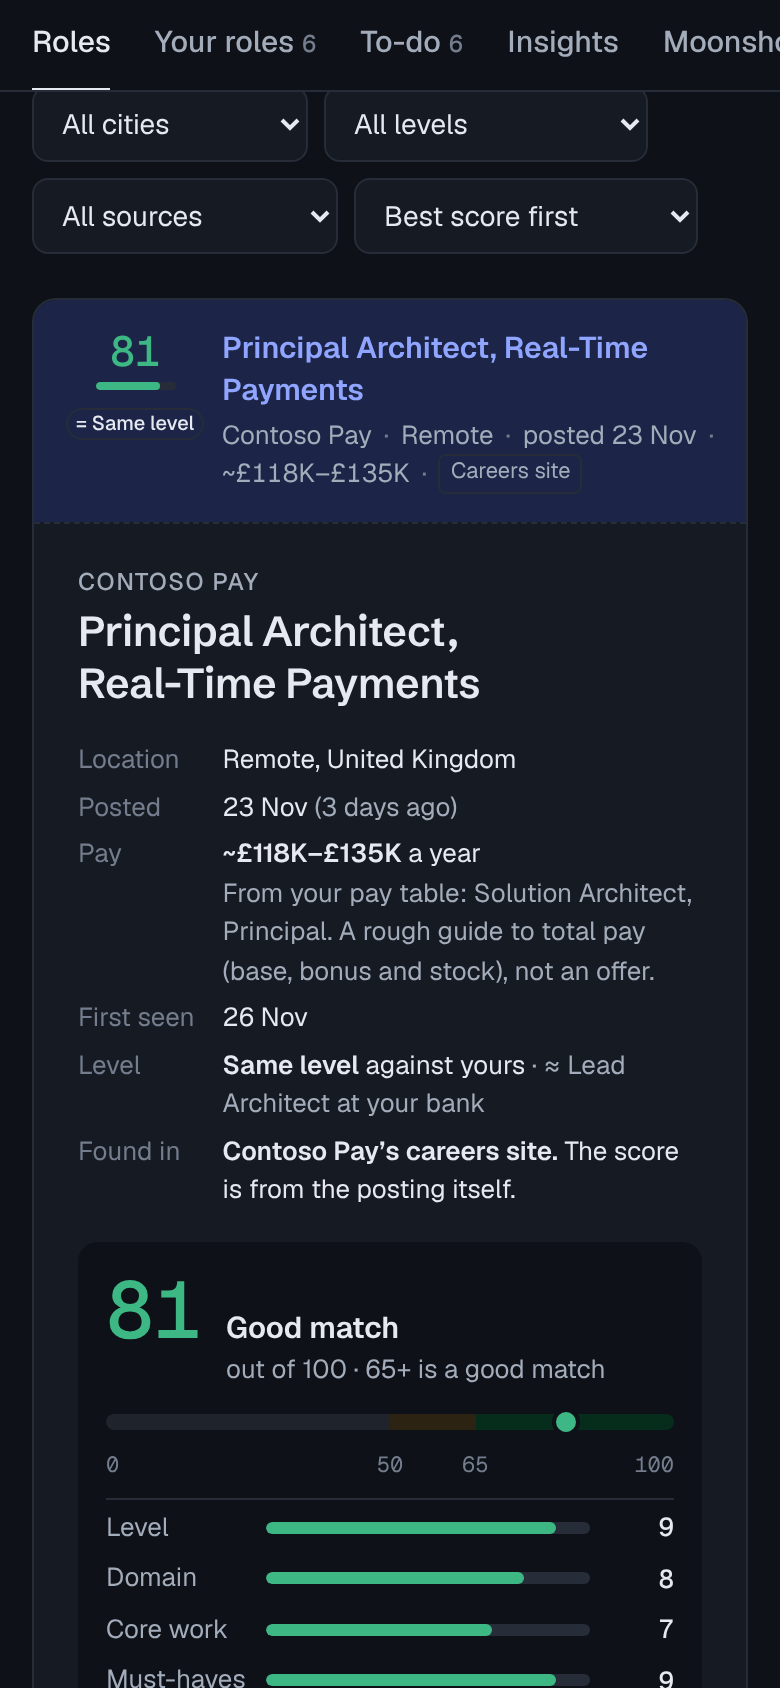 Roles Your roles 6 To-do 6 Insights Moonsho
All cities All levels
All sources Best score first
81
= Same level
Principal Architect, Real-Time
Payments
Contoso Pay · Remote · posted 23 Nov ·
~£118K–£135K · Careers site
CONTOSO PAY
Principal Architect,
Real-Time Payments
Location Remote, United Kingdom
Posted 23 Nov (3 days ago)
Pay ~£118K–£135K a year
From your pay table: Solution Architect,
Principal. A rough guide to total pay
(base, bonus and stock), not an offer.
First seen 26 Nov
Level Same level against yours · ≈ Lead
Architect at your bank
Found in Contoso Pay’s careers site. The score
is from the posting itself.
81 Good match
out of 100 · 65+ is a good match
0 50 65 100
Level 9
Domain 8
Core work 7
Must-haves 9